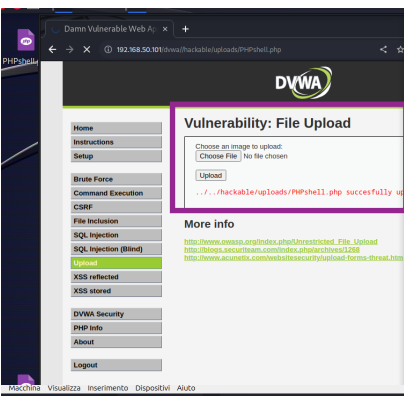 php
PHPshell
Damn Vulnerable Web Ap × +
192.168.50.101/dvwa//hackable/uploads/PHPshell.php
DVWA
Home
Instructions
Setup
Brute Force
Command Execution
CSRF
File Inclusion
SQL Injection
SQL Injection (Blind)
Upload
XSS reflected
XSS stored
DVWA Security
PHP Info
About
Logout
Vulnerability: File Upload
Choose an image to upload:
Choose File No file chosen
Upload
../../hackable/uploads/PHPshell.php succesfully up
More info
http://www.owasp.org/index.php/Unrestricted_File_Upload
http://blogs.securiteam.com/index.php/archives/1268
http://www.acunetix.com/websitesecurity/upload-forms-threat.htm
Macchina Visualizza Inserimento Dispositivi Aiuto